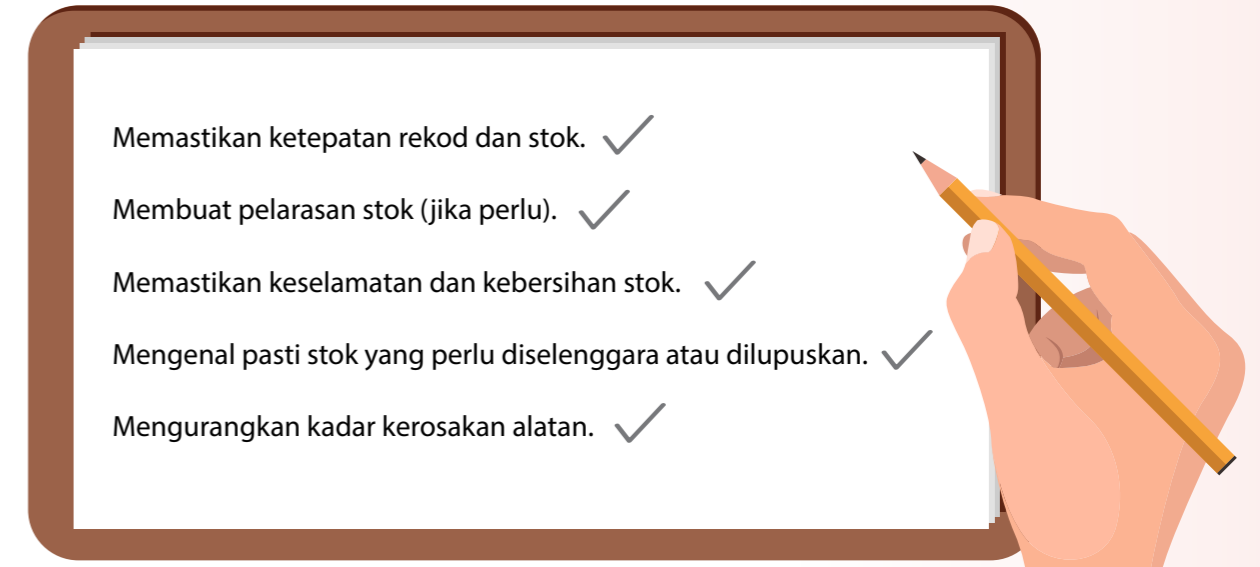 Memastikan ketepatan rekod dan stok.
Membuat pelarasan stok (jika perlu).
Memastikan keselamatan dan kebersihan stok.
Mengenal pasti stok yang perlu diselenggara atau dilupuskan.
Mengurangkan kadar kerosakan alatan.